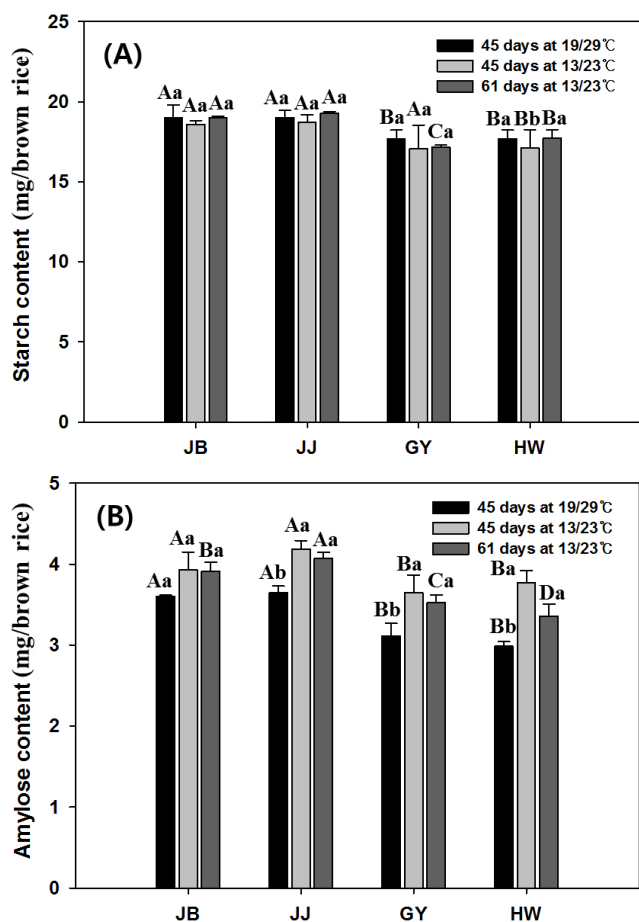 (A)
45 days at 19/29℃
45 days at 13/23℃
61 days at 13/23℃
Starch content (mg/brown rice)
25
20
15
10
5
0
Aa Aa Aa
Aa Aa Aa
Ba Aa Ca
Ba Bb Ba
JB JJ GY HW
(B)
45 days at 19/29℃
45 days at 13/23℃
61 days at 13/23℃
Amylose content (mg/brown rice)
5
4
3
2
1
0
Aa Aa Ba
Ab Aa Aa
Bb Ba Ca
Bb Ba Da
JB JJ GY HW